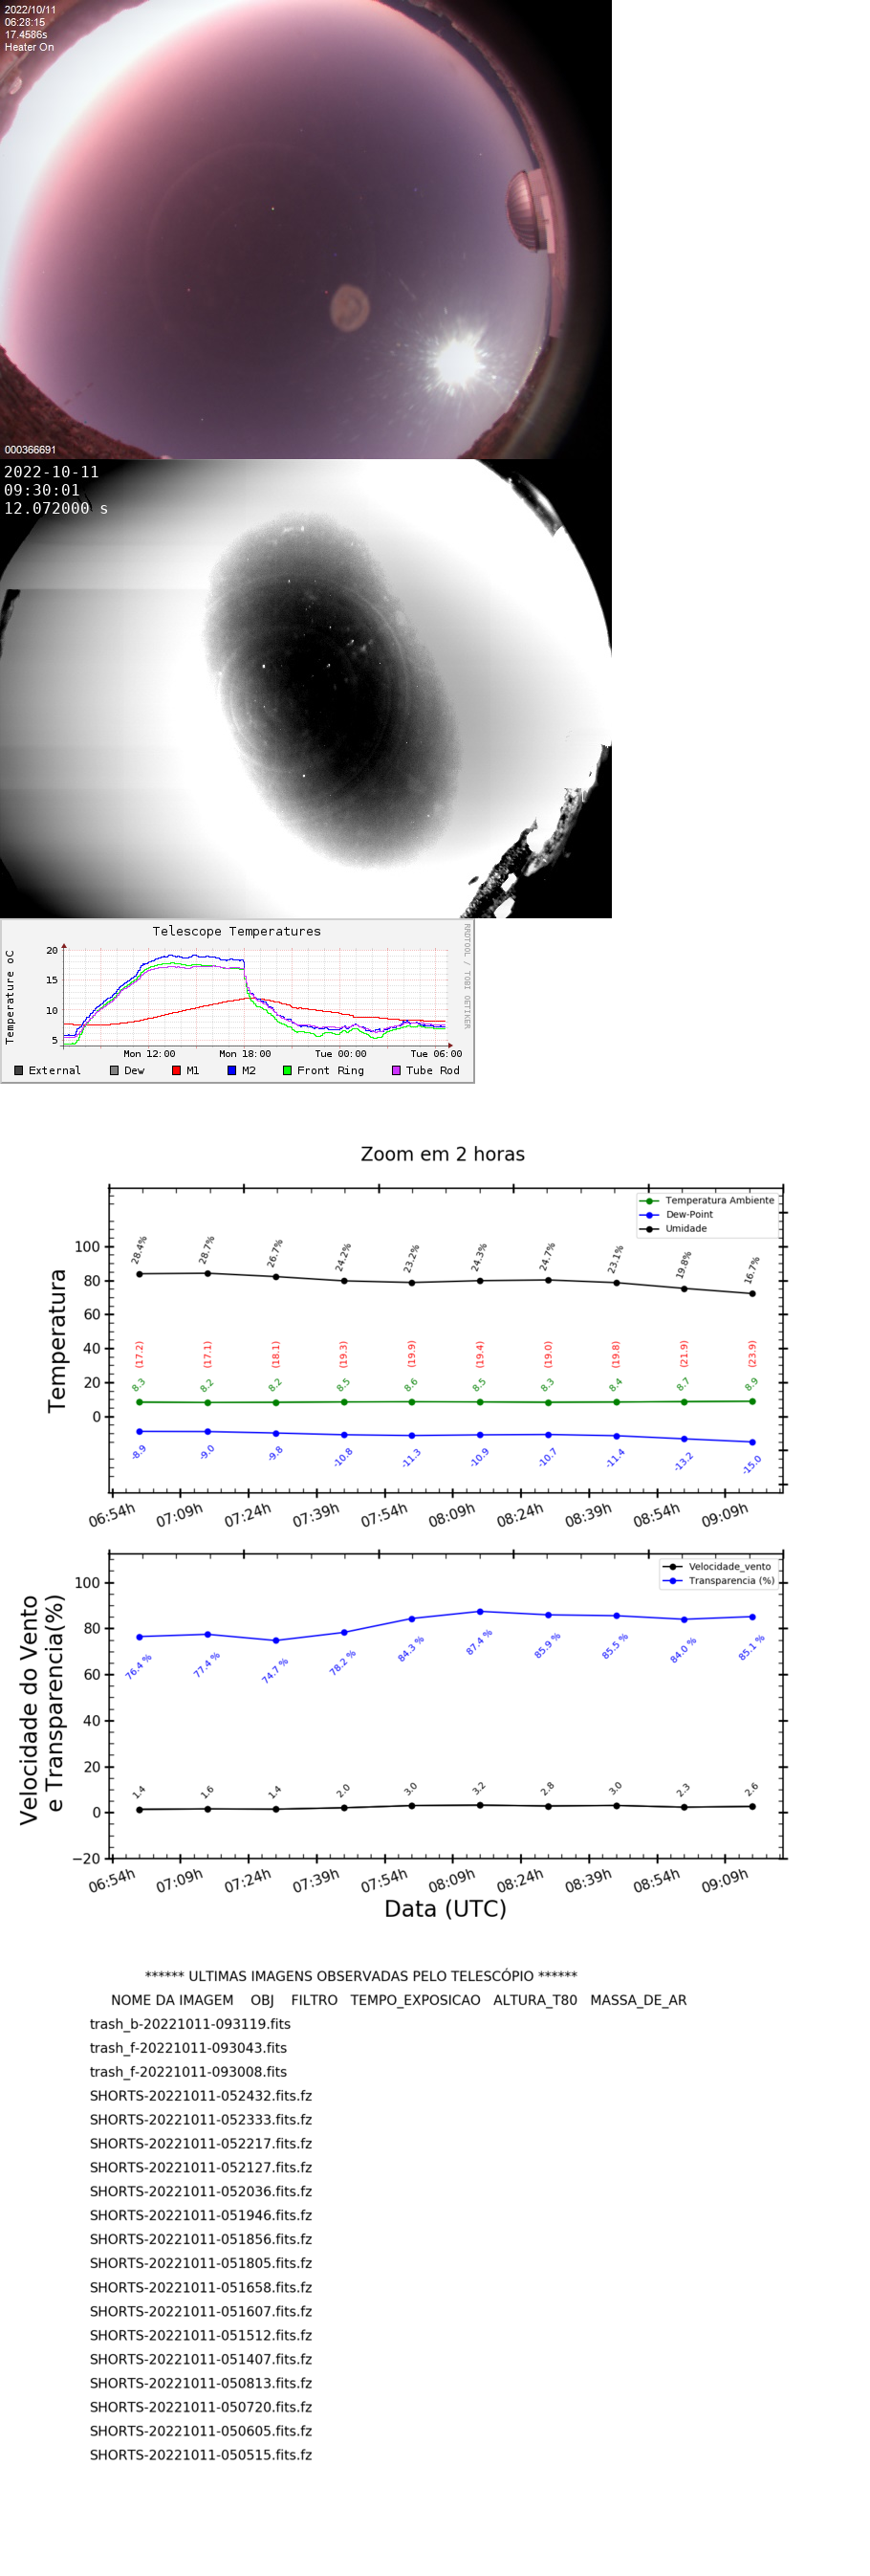 2022/10/11
06:28:15
17.4586s
Heater On
000366691
2022-10-11
09:30:01
12.072000 s
Telescope Temperatures
RRDTOOL / TOBI OETIKER
Temperature oC
20
15
10
5
Mon 12:00 Mon 18:00 Tue 00:00 Tue 06:00
External Dew M1 M2 Front Ring Tube Rod
Zoom em 2 horas
Temperatura Ambiente
Dew-Point
Umidade
Temperatura
100
80
60
40
20
0
28.4% 28.7% 26.7% 24.2% 23.2% 24.3% 24.7% 23.1% 19.8% 16.7%
(17.2) (17.1) (18.1) (19.3) (19.9) (19.4) (19.0) (19.8) (21.9) (23.9)
8.3 8.2 8.2 8.5 8.6 8.5 8.3 8.4 8.7 8.9
-8.9 -9.0 -9.8 -10.8 -11.3 -10.9 -10.7 -11.4 -13.2 -15.0
06:54h 07:09h 07:24h 07:39h 07:54h 08:09h 08:24h 08:39h 08:54h 09:09h
Velocidade_vento
Transparencia (%)
Velocidade do Vento
e Transparencia(%)
100
80
60
40
20
0
−20
76.4 % 77.4 % 74.7 % 78.2 % 84.3 % 87.4 % 85.9 % 85.5 % 84.0 % 85.1 %
1.4 1.6 1.4 2.0 3.0 3.2 2.8 3.0 2.3 2.6
06:54h 07:09h 07:24h 07:39h 07:54h 08:09h 08:24h 08:39h 08:54h 09:09h
Data (UTC)
****** ULTIMAS IMAGENS OBSERVADAS PELO TELESCÓPIO ******
NOME DA IMAGEM OBJ FILTRO TEMPO_EXPOSICAO ALTURA_T80 MASSA_DE_AR
trash_b-20221011-093119.fits
trash_f-20221011-093043.fits
trash_f-20221011-093008.fits
SHORTS-20221011-052432.fits.fz
SHORTS-20221011-052333.fits.fz
SHORTS-20221011-052217.fits.fz
SHORTS-20221011-052127.fits.fz
SHORTS-20221011-052036.fits.fz
SHORTS-20221011-051946.fits.fz
SHORTS-20221011-051856.fits.fz
SHORTS-20221011-051805.fits.fz
SHORTS-20221011-051658.fits.fz
SHORTS-20221011-051607.fits.fz
SHORTS-20221011-051512.fits.fz
SHORTS-20221011-051407.fits.fz
SHORTS-20221011-050813.fits.fz
SHORTS-20221011-050720.fits.fz
SHORTS-20221011-050605.fits.fz
SHORTS-20221011-050515.fits.fz